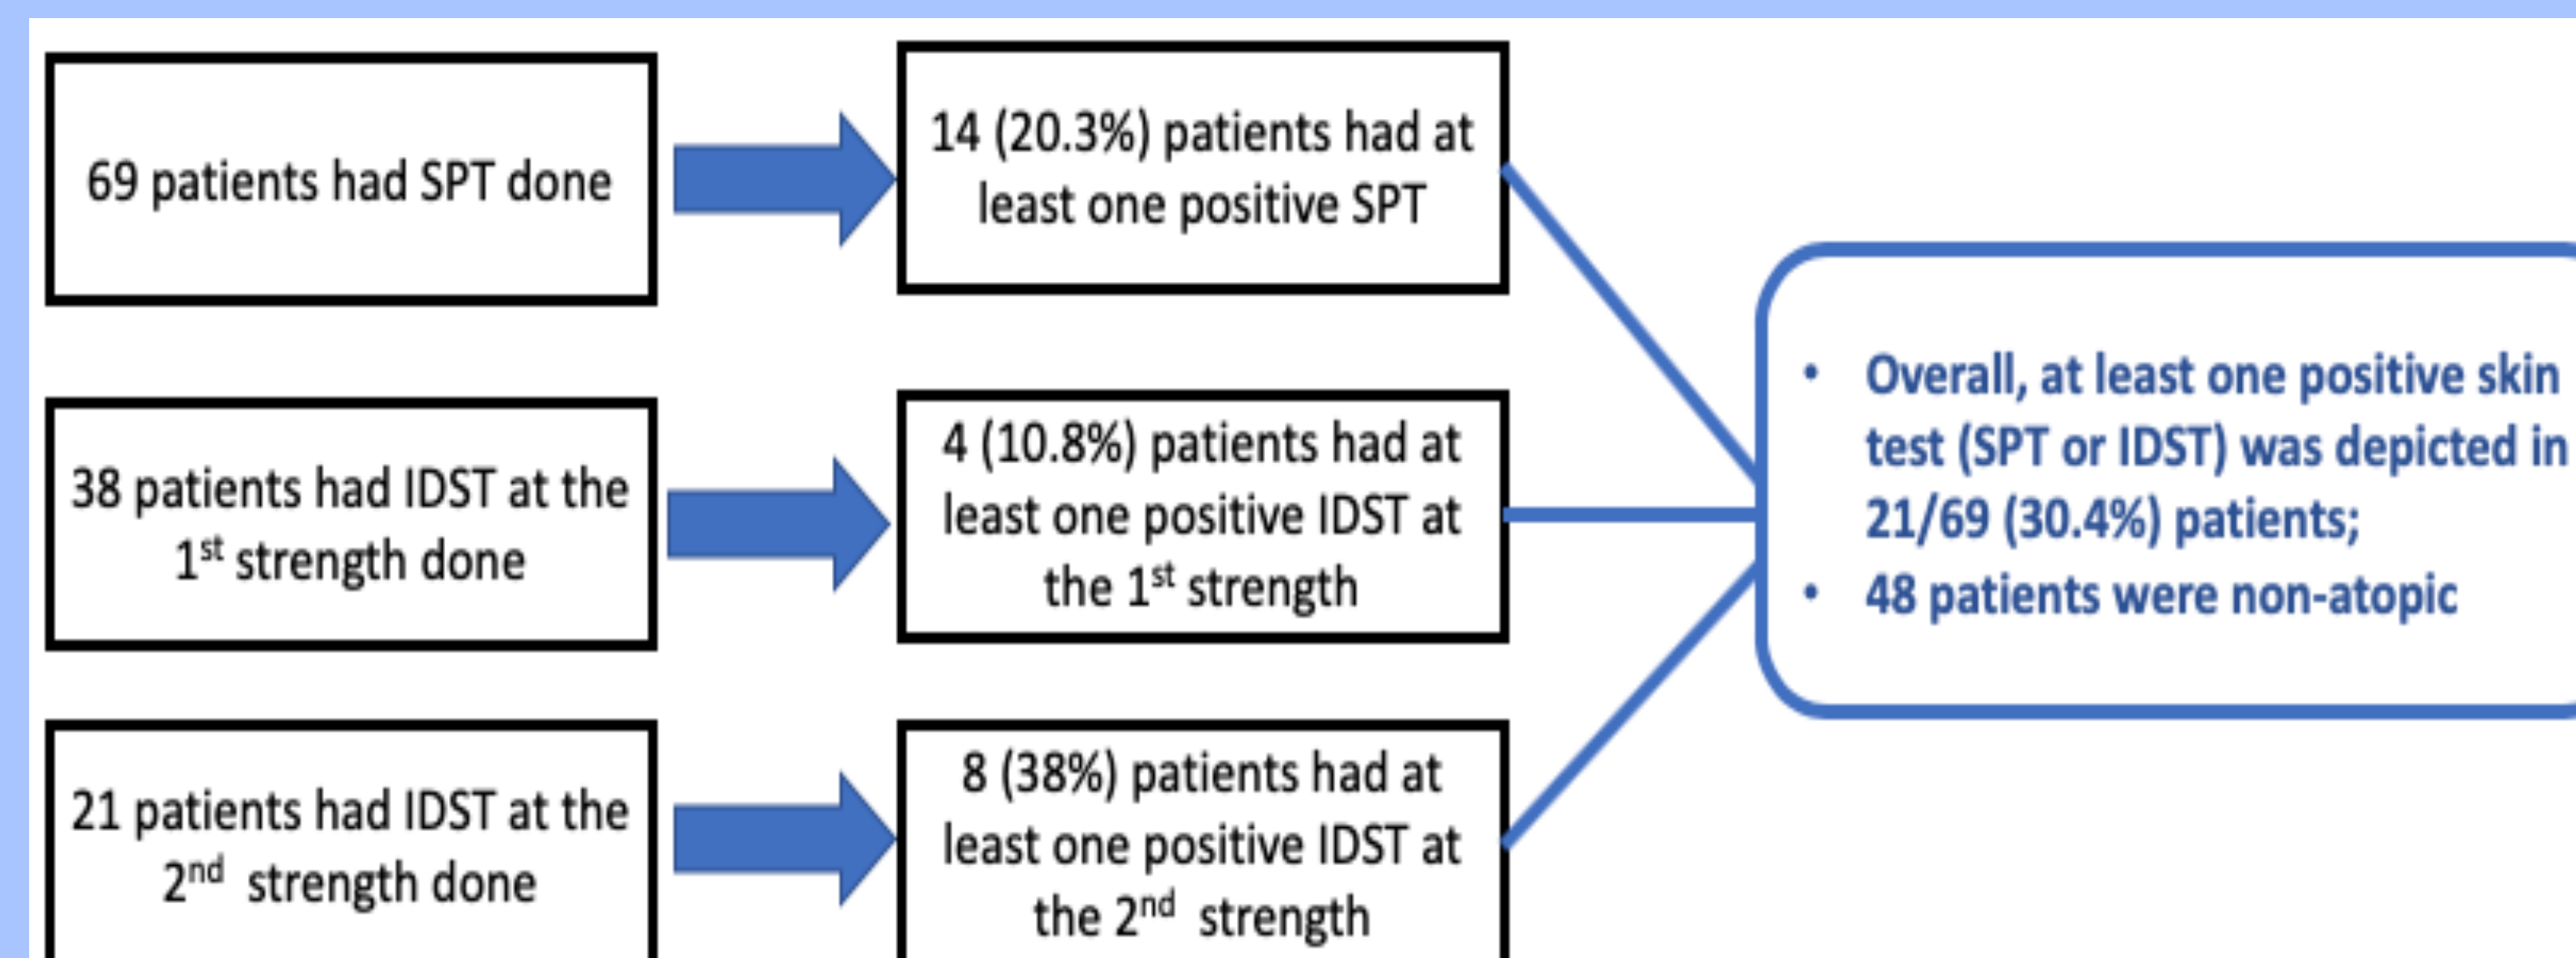 69 patients had SPT done
14 (20.3%) patients had at
least one positive SPT
38 patients had IDST at the
1st strength done
4 (10.8%) patients had at
least one positive IDST at
the 1st strength
21 patients had IDST at the
2nd strength done
8 (38%) patients had at
least one positive IDST at
the 2nd strength
• Overall, at least one positive skin
test (SPT or IDST) was depicted in
21/69 (30.4%) patients;
• 48 patients were non-atopic